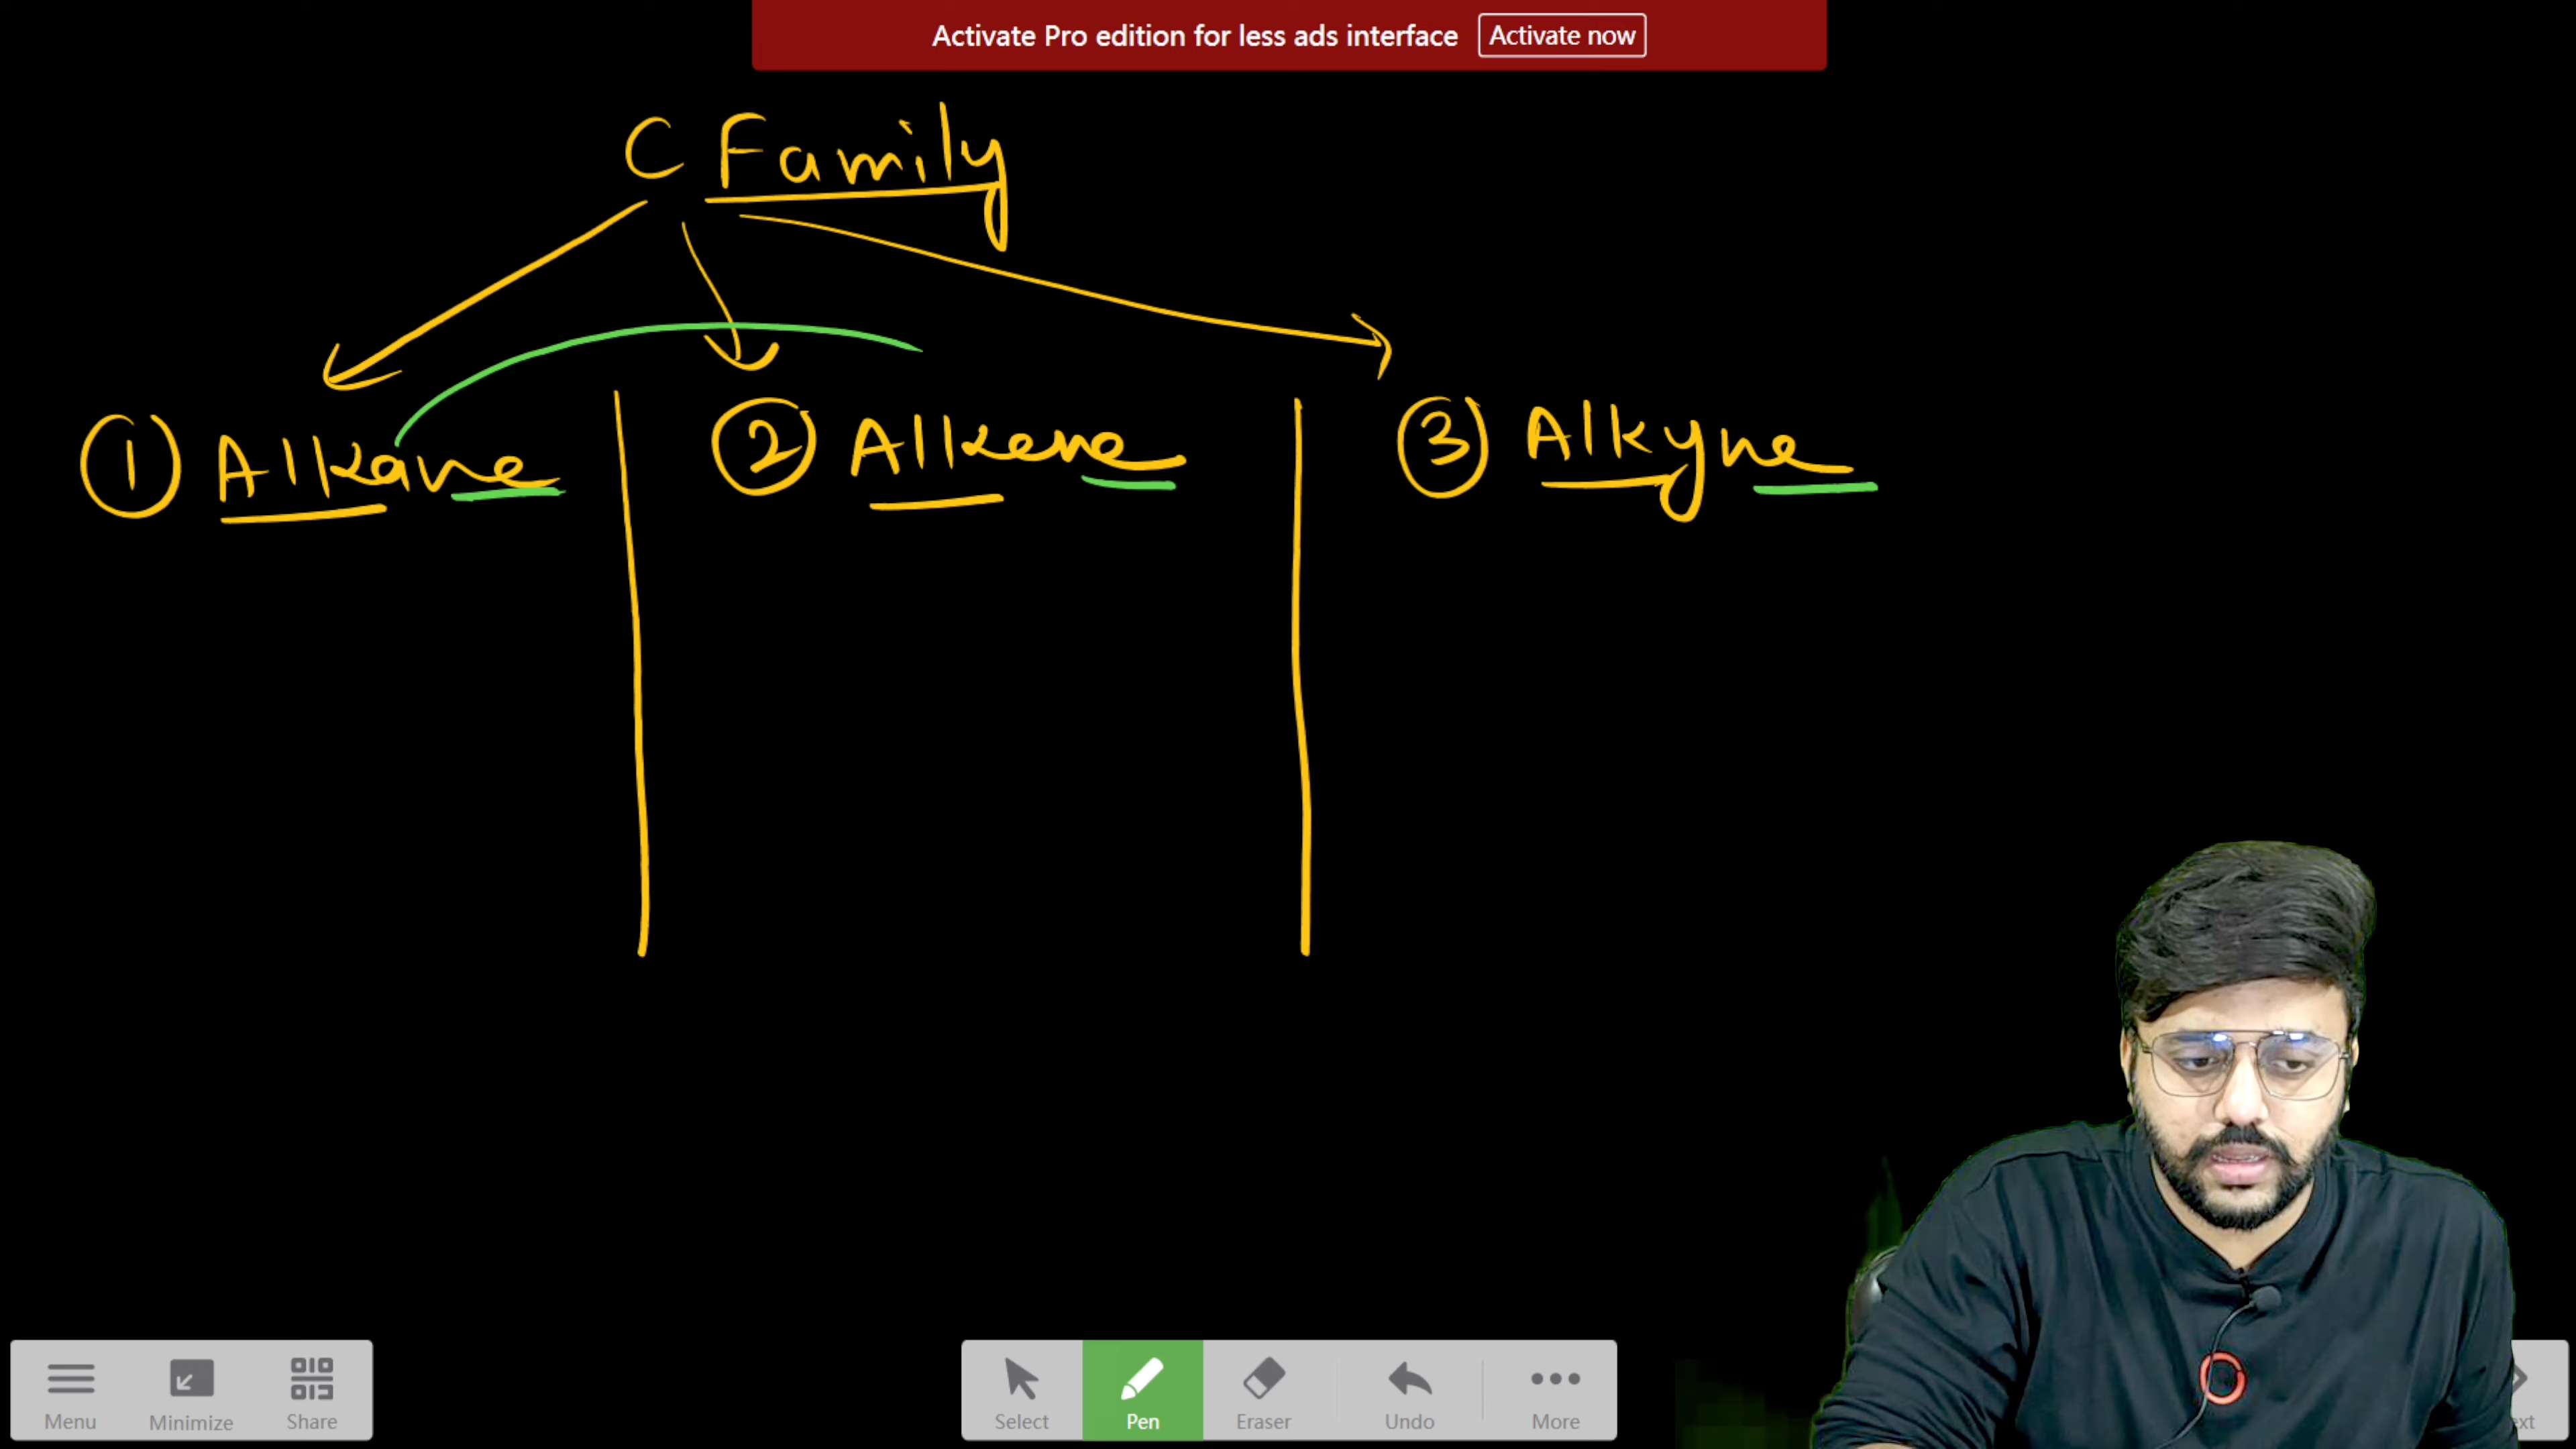 Activate Pro edition for less ads interface Activate now
C Family
① Alkane ② Alkene ③ Alkyne
Menu Minimize Share Select Pen Eraser Undo More